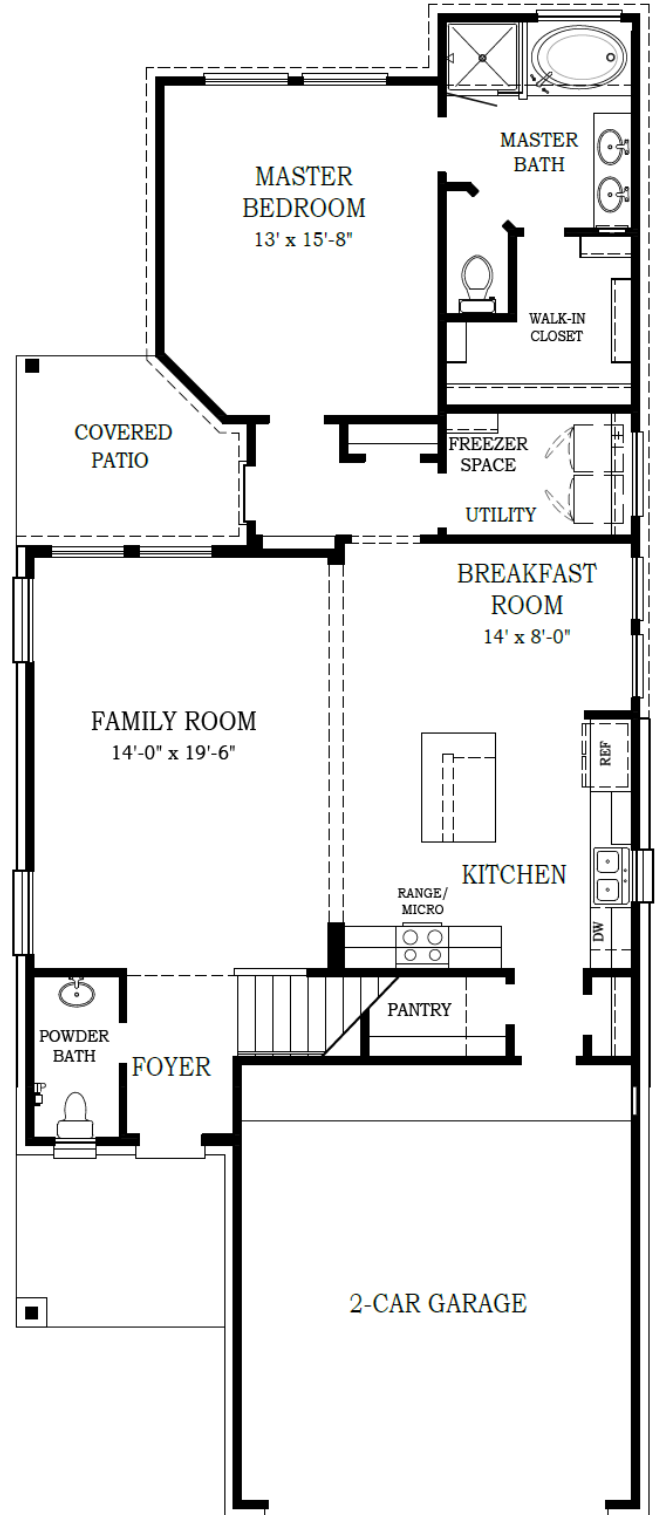 MASTER
BATH
MASTER
BEDROOM
13' x 15'-8"
WALK-IN
CLOSET
COVERED
PATIO
FREEZER
SPACE
UTILITY
BREAKFAST
ROOM
14' x 8'-0"
FAMILY ROOM
14'-0" x 19'-6"
REF
KITCHEN
RANGE/
MICRO
DW
PANTRY
POWDER
BATH
FOYER
2-CAR GARAGE